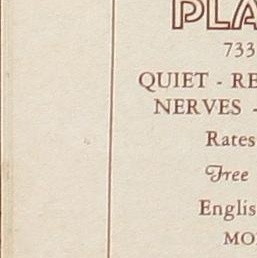 PLA
733
QUIET - RE
NERVES -
Rates
Free
Englis
MO